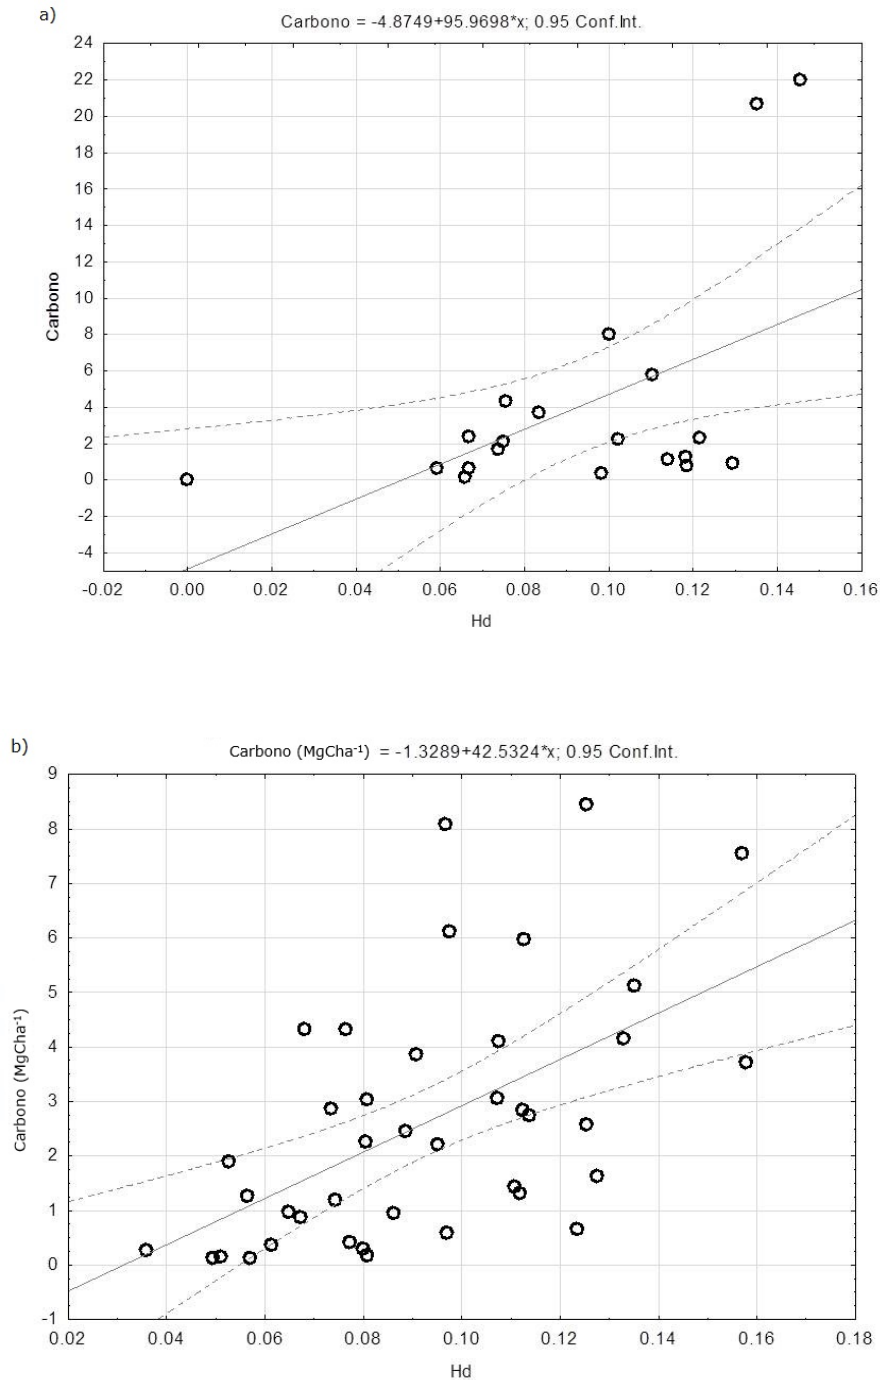 a)
Carbono = -4.8749+95.9698*x; 0.95 Conf.Int.
24
22
20
18
16
14
12
10
8
6
4
2
0
-2
-4
Carbono
-0.02 0.00 0.02 0.04 0.06 0.08 0.10 0.12 0.14 0.16
Hd
b)
Carbono (MgCha-1) = -1.3289+42.5324*x; 0.95 Conf.Int.
9
8
7
6
5
4
3
2
1
0
-1
Carbono (MgCha-1)
0.02 0.04 0.06 0.08 0.10 0.12 0.14 0.16 0.18
Hd